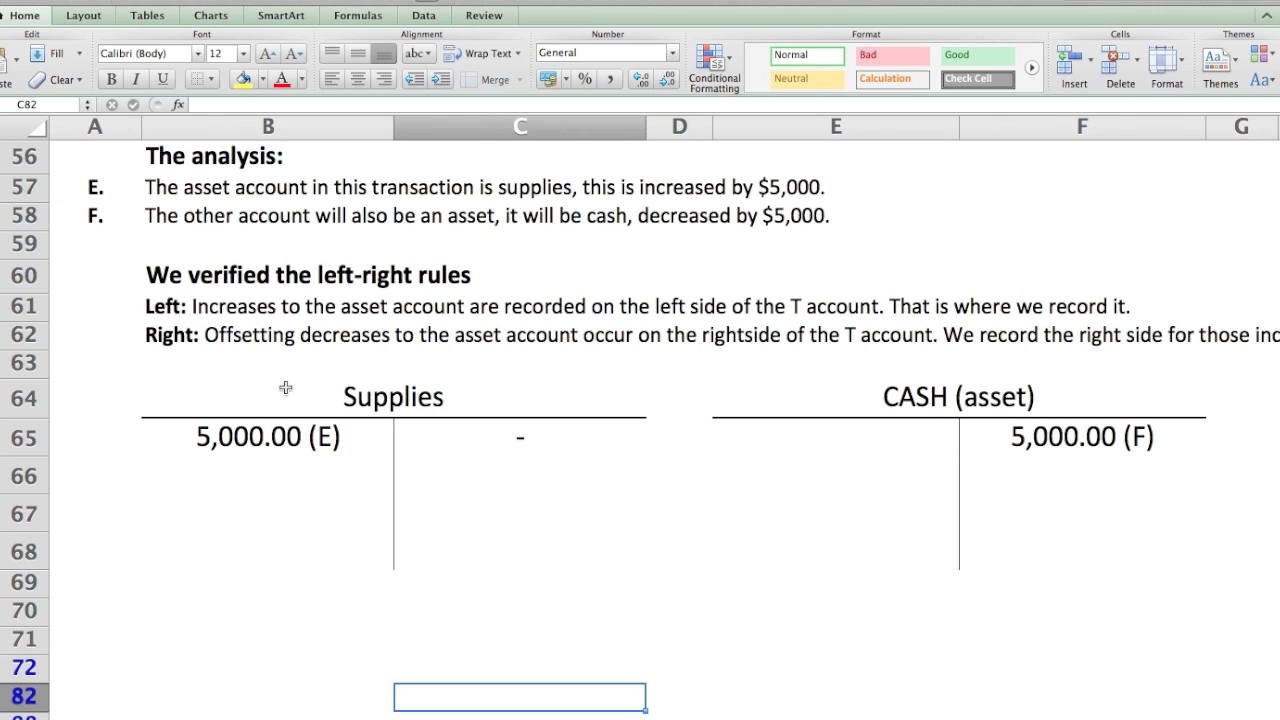 Home Layout Tables Charts SmartArt Formulas Data Review
Edit Font Alignment Number Format Cells Themes
Fill Calibri (Body) 12 A A abc Wrap Text General Normal Bad Good
Clear B I U A Merge % , .0 .00 Conditional Formatting Neutral Calculation Check Cell Insert Delete Format Themes Aa
C82 fx
A B C D E F G
56 The analysis:
57 E. The asset account in this transaction is supplies, this is increased by $5,000.
58 F. The other account will also be an asset, it will be cash, decreased by $5,000.
59
60 We verified the left-right rules
61 Left: Increases to the asset account are recorded on the left side of the T account. That is where we record it.
62 Right: Offsetting decreases to the asset account occur on the rightside of the T account. We record the right side for those inc
63
64 Supplies CASH (asset)
65 5,000.00 (E) - 5,000.00 (F)
66
67
68
69
70
71
72
82